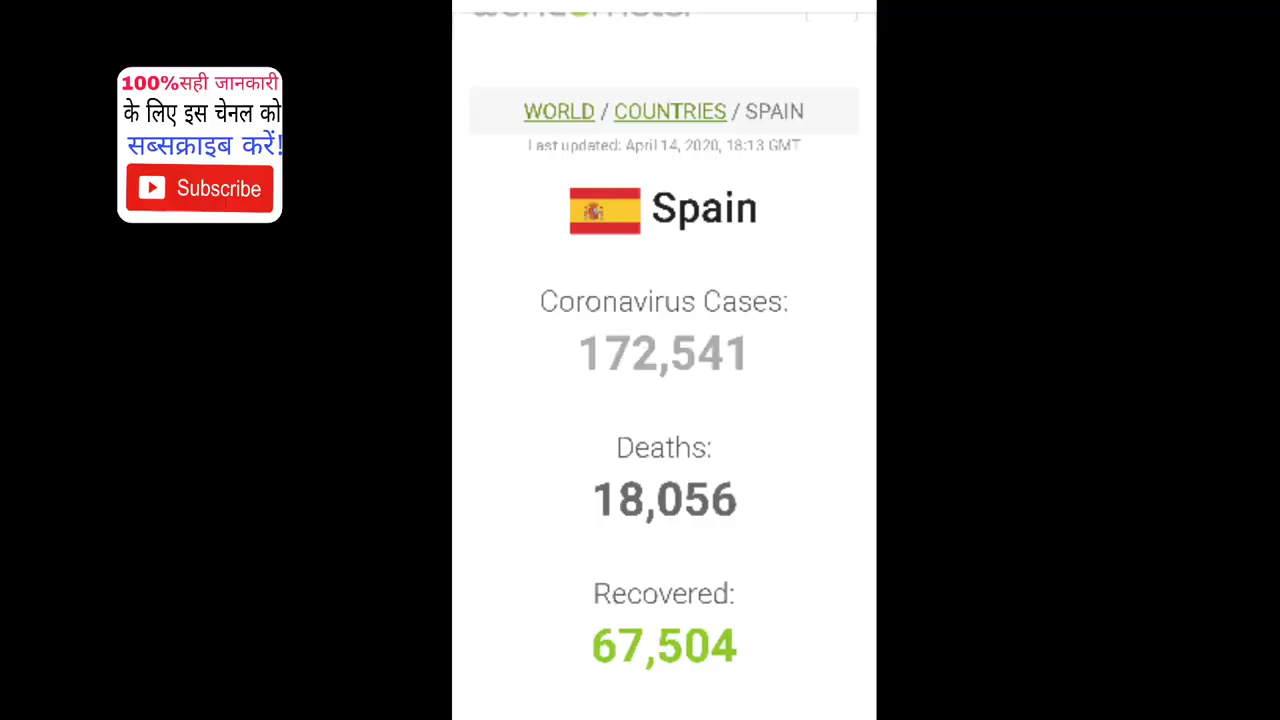 100%सही जानकारी
के लिए इस चेनल को
सब्सक्राइब करें!
Subscribe
WORLD / COUNTRIES / SPAIN
Last updated: April 14, 2020, 18:13 GMT
Spain
Coronavirus Cases:
172,541
Deaths:
18,056
Recovered:
67,504